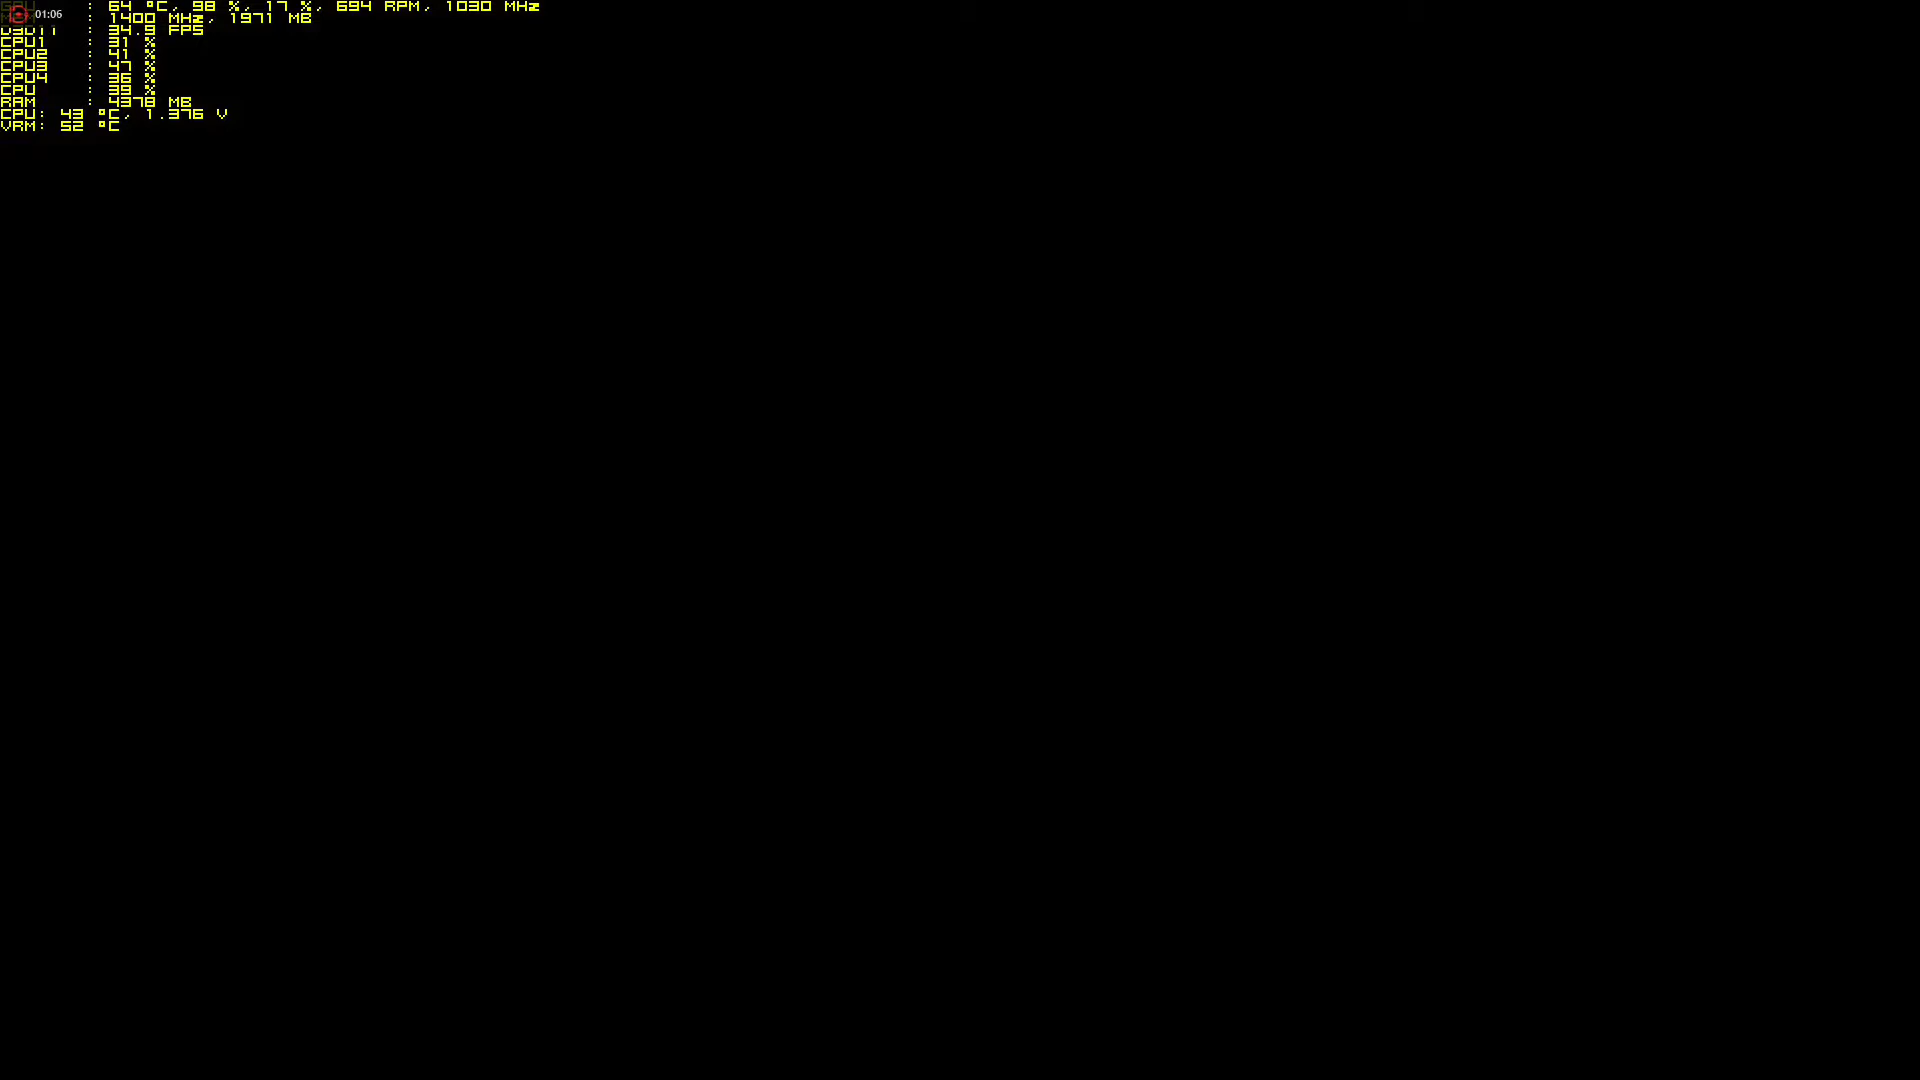 GPU : 64 °C, 98 %, 17 %, 694 RPM, 1030 MHz
01:06
: 1400 MHz, 1971 MB
D3D11 : 34.9 FPS
CPU1 : 31 %
CPU2 : 41 %
CPU3 : 47 %
CPU4 : 36 %
CPU : 39 %
RAM : 4378 MB
CPU: 43 °C, 1.376 V
VRM: 52 °C